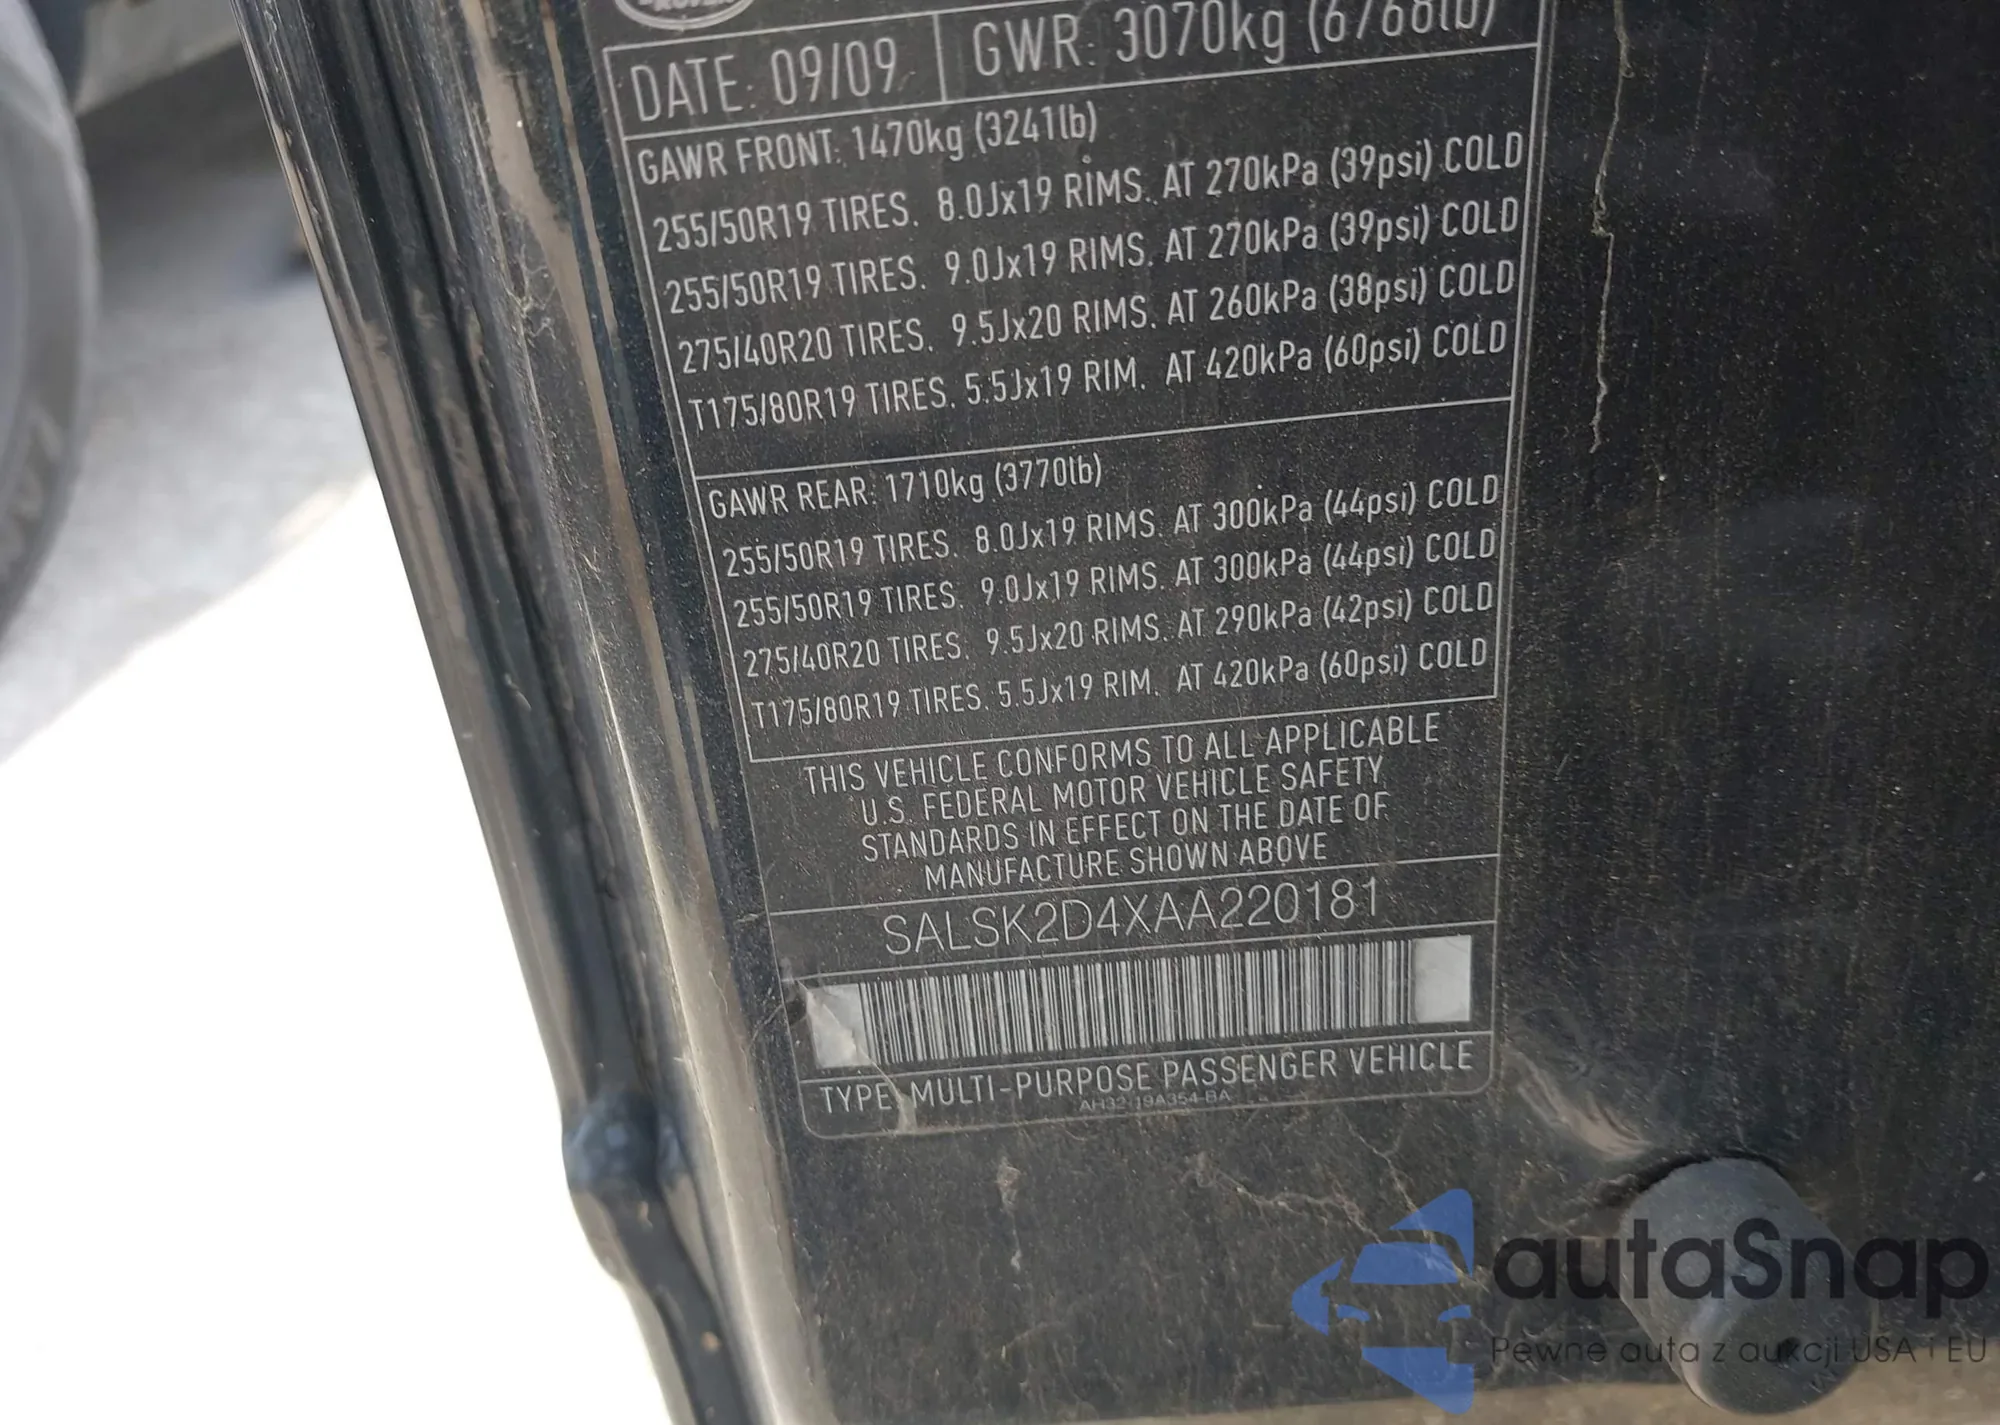 ROVER
DATE: 09/09 GWR: 3070kg (6768lb)
GAWR FRONT: 1470kg (3241lb)
255/50R19 TIRES. 8.0Jx19 RIMS. AT 270kPa (39psi) COLD
255/50R19 TIRES. 9.0Jx19 RIMS. AT 270kPa (39psi) COLD
275/40R20 TIRES. 9.5Jx20 RIMS. AT 260kPa (38psi) COLD
T175/80R19 TIRES. 5.5Jx19 RIM. AT 420kPa (60psi) COLD
GAWR REAR: 1710kg (3770lb)
255/50R19 TIRES. 8.0Jx19 RIMS. AT 300kPa (44psi) COLD
255/50R19 TIRES. 9.0Jx19 RIMS. AT 300kPa (44psi) COLD
275/40R20 TIRES. 9.5Jx20 RIMS. AT 290kPa (42psi) COLD
T175/80R19 TIRES. 5.5Jx19 RIM. AT 420kPa (60psi) COLD
THIS VEHICLE CONFORMS TO ALL APPLICABLE
U.S. FEDERAL MOTOR VEHICLE SAFETY
STANDARDS IN EFFECT ON THE DATE OF
MANUFACTURE SHOWN ABOVE
SALSK2D4XAA220181
TYPE: MULTI-PURPOSE PASSENGER VEHICLE
AH32-19A354-BA
autaSnap
Pewne auta z aukcji USA i EU